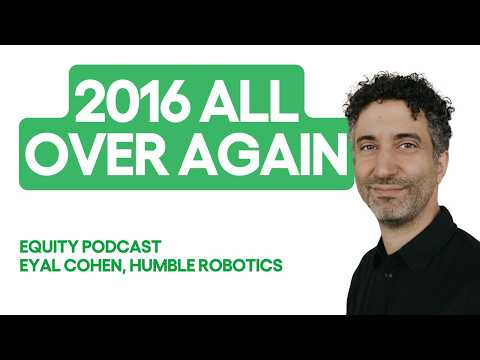 2016 ALL
OVER AGAIN
EQUITY PODCAST
EYAL COHEN, HUMBLE ROBOTICS